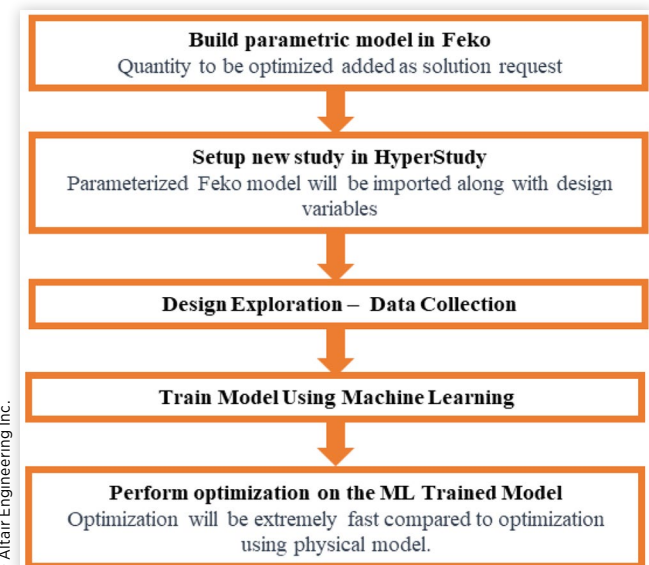 Build parametric model in Feko
Quantity to be optimized added as solution request
Setup new study in HyperStudy
Parameterized Feko model will be imported along with design
variables
Design Exploration – Data Collection
Train Model Using Machine Learning
Perform optimization on the ML Trained Model
Optimization will be extremely fast compared to optimization
using physical model.
Altair Engineering Inc.